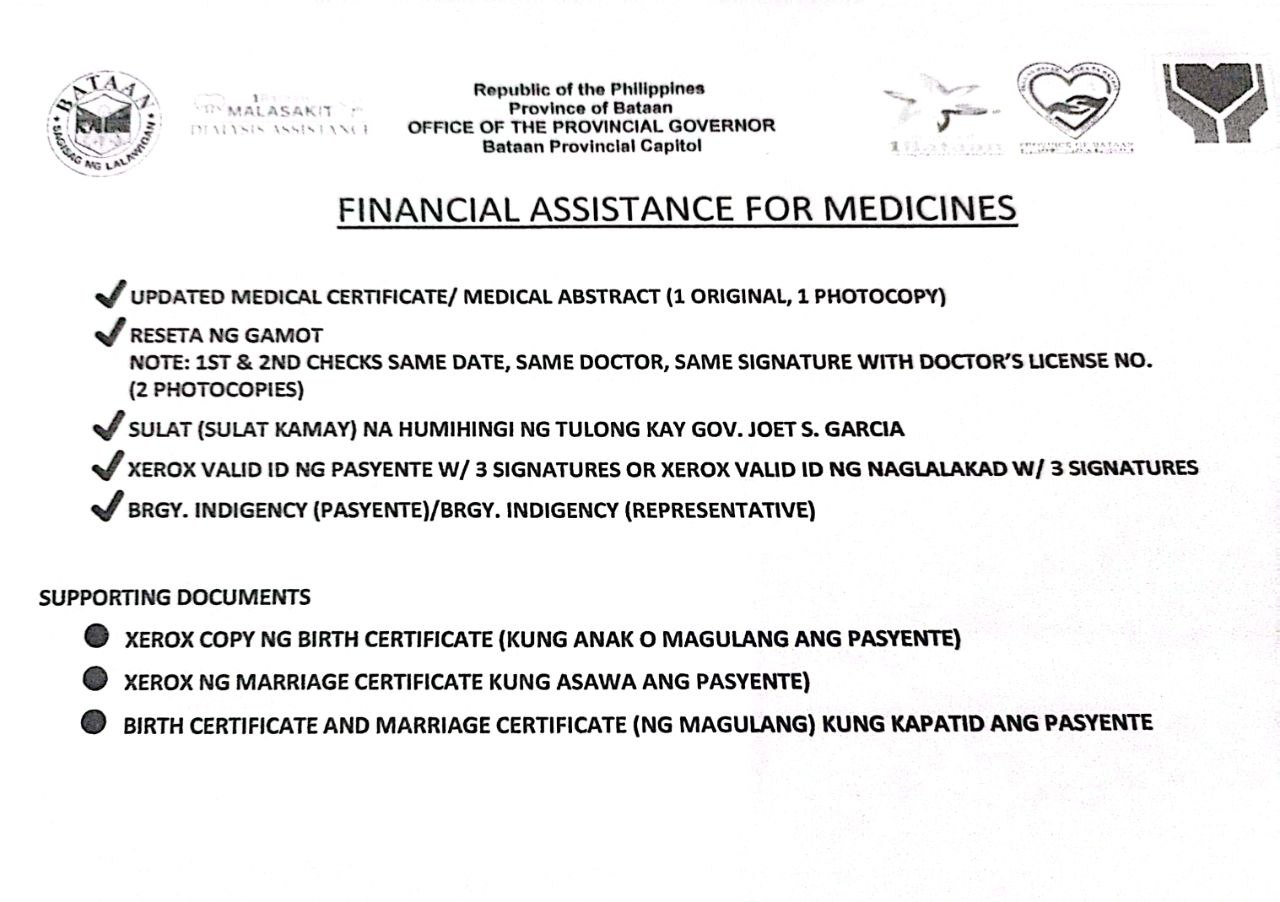 BATAAN
SAGISAG NG LALAWIGAN
MALASAKIT
DIALYSIS ASSISTANCE
Republic of the Philippines
Province of Bataan
OFFICE OF THE PROVINCIAL GOVERNOR
Bataan Provincial Capitol
1Bataan
PROVINCE OF BATAAN
FINANCIAL ASSISTANCE FOR MEDICINES
UPDATED MEDICAL CERTIFICATE/ MEDICAL ABSTRACT (1 ORIGINAL, 1 PHOTOCOPY)
RESETA NG GAMOT
NOTE: 1ST & 2ND CHECKS SAME DATE, SAME DOCTOR, SAME SIGNATURE WITH DOCTOR'S LICENSE NO.
(2 PHOTOCOPIES)
SULAT (SULAT KAMAY) NA HUMIHINGI NG TULONG KAY GOV. JOET S. GARCIA
XEROX VALID ID NG PASYENTE W/ 3 SIGNATURES OR XEROX VALID ID NG NAGLALAKAD W/ 3 SIGNATURES
BRGY. INDIGENCY (PASYENTE)/BRGY. INDIGENCY (REPRESENTATIVE)
SUPPORTING DOCUMENTS
XEROX COPY NG BIRTH CERTIFICATE (KUNG ANAK O MAGULANG ANG PASYENTE)
XEROX NG MARRIAGE CERTIFICATE KUNG ASAWA ANG PASYENTE)
BIRTH CERTIFICATE AND MARRIAGE CERTIFICATE (NG MAGULANG) KUNG KAPATID ANG PASYENTE